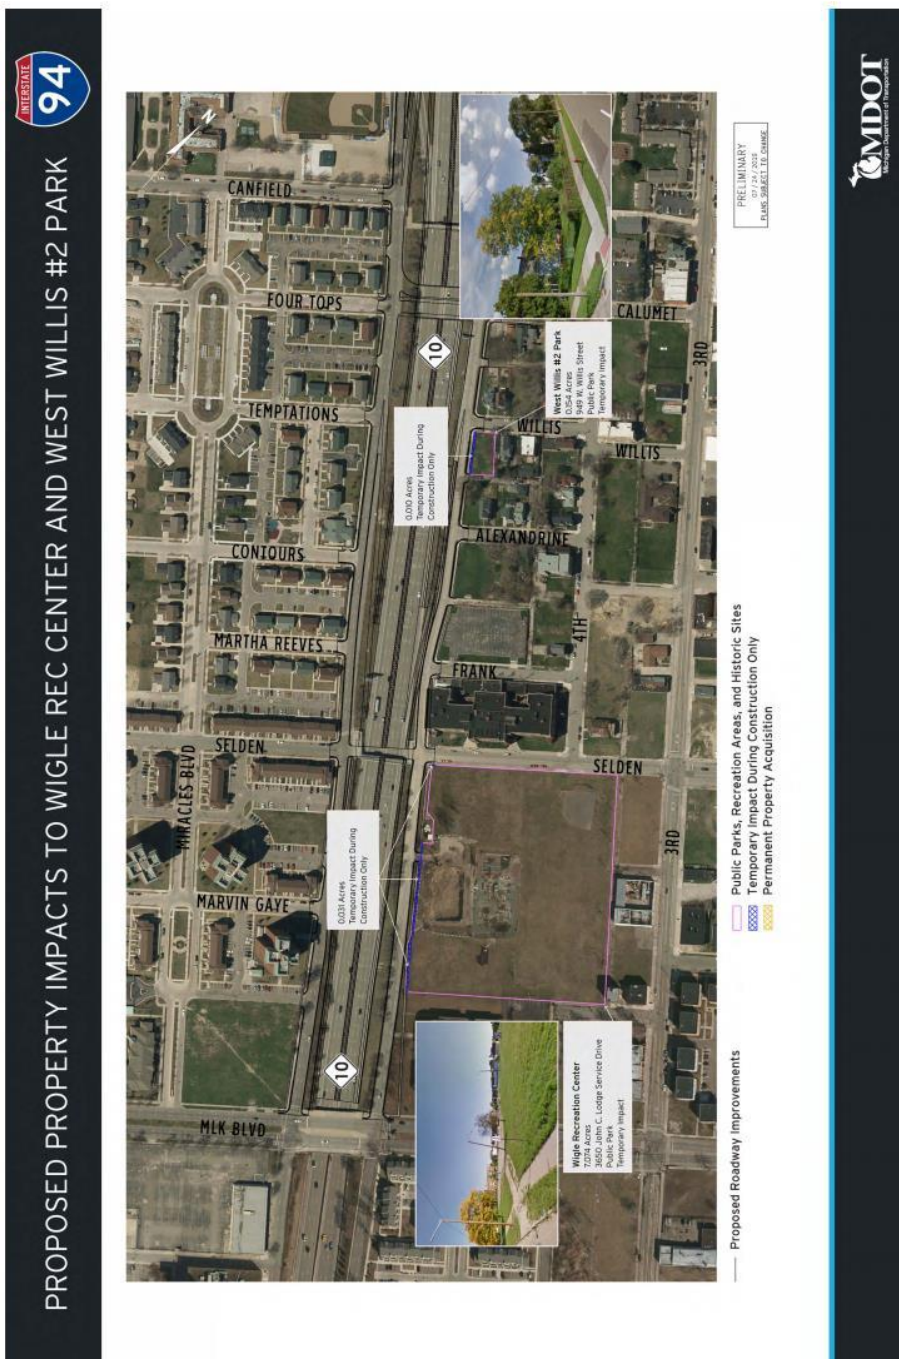 PROPOSED PROPERTY IMPACTS TO WIGLE REC CENTER AND WEST WILLIS #2 PARK
INTERSTATE
94
N
MLK BLVD
MIRACLES BLVD
MARVIN GAYE
SELDEN
MARTHA REEVES
CONTOURS
TEMPTATIONS
FOUR TOPS
CANFIELD
0.031 Acres
Temporary Impact During
Construction Only
0.010 Acres
Temporary Impact During
Construction Only
10
10
FRANK
ALEXANDRINE
WILLIS
WILLIS
CALUMET
SELDEN
4TH
3RD
3RD
Wigle Recreation Center
7.074 Acres
3650 John C. Lodge Service Drive
Public Park
Temporary Impact
West Willis #2 Park
0.154 Acres
949 W. Willis Street
Public Park
Temporary Impact
Proposed Roadway Improvements
Public Parks, Recreation Areas, and Historic Sites
Temporary Impact During Construction Only
Permanent Property Acquisition
PRELIMINARY
PLANS SUBJECT TO CHANGE
MDOT
Michigan Department of Transportation